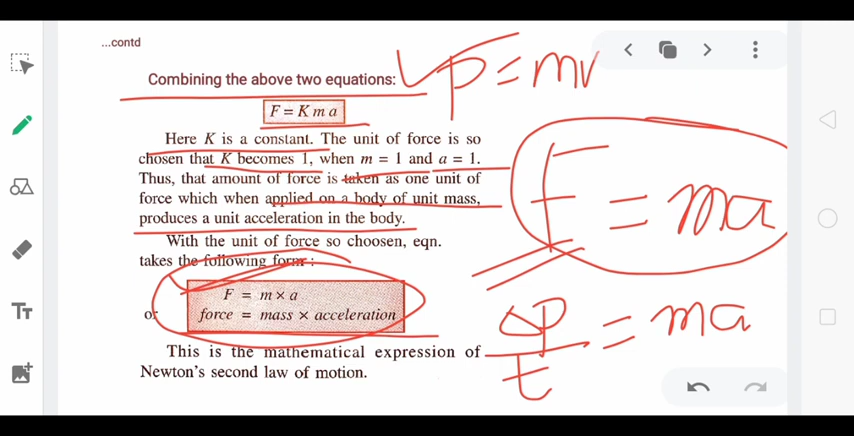 ...contd
Combining the above two equations:
p = mv
F = K m a
Here K is a constant. The unit of force is so
chosen that K becomes 1, when m = 1 and a = 1.
Thus, that amount of force is taken as one unit of
force which when applied on a body of unit mass,
produces a unit acceleration in the body.
F = ma
With the unit of force so choosen, eqn.
takes the following form :
F = m × a
or force = mass × acceleration
Δp/t = ma
This is the mathematical expression of
Newton's second law of motion.
TT